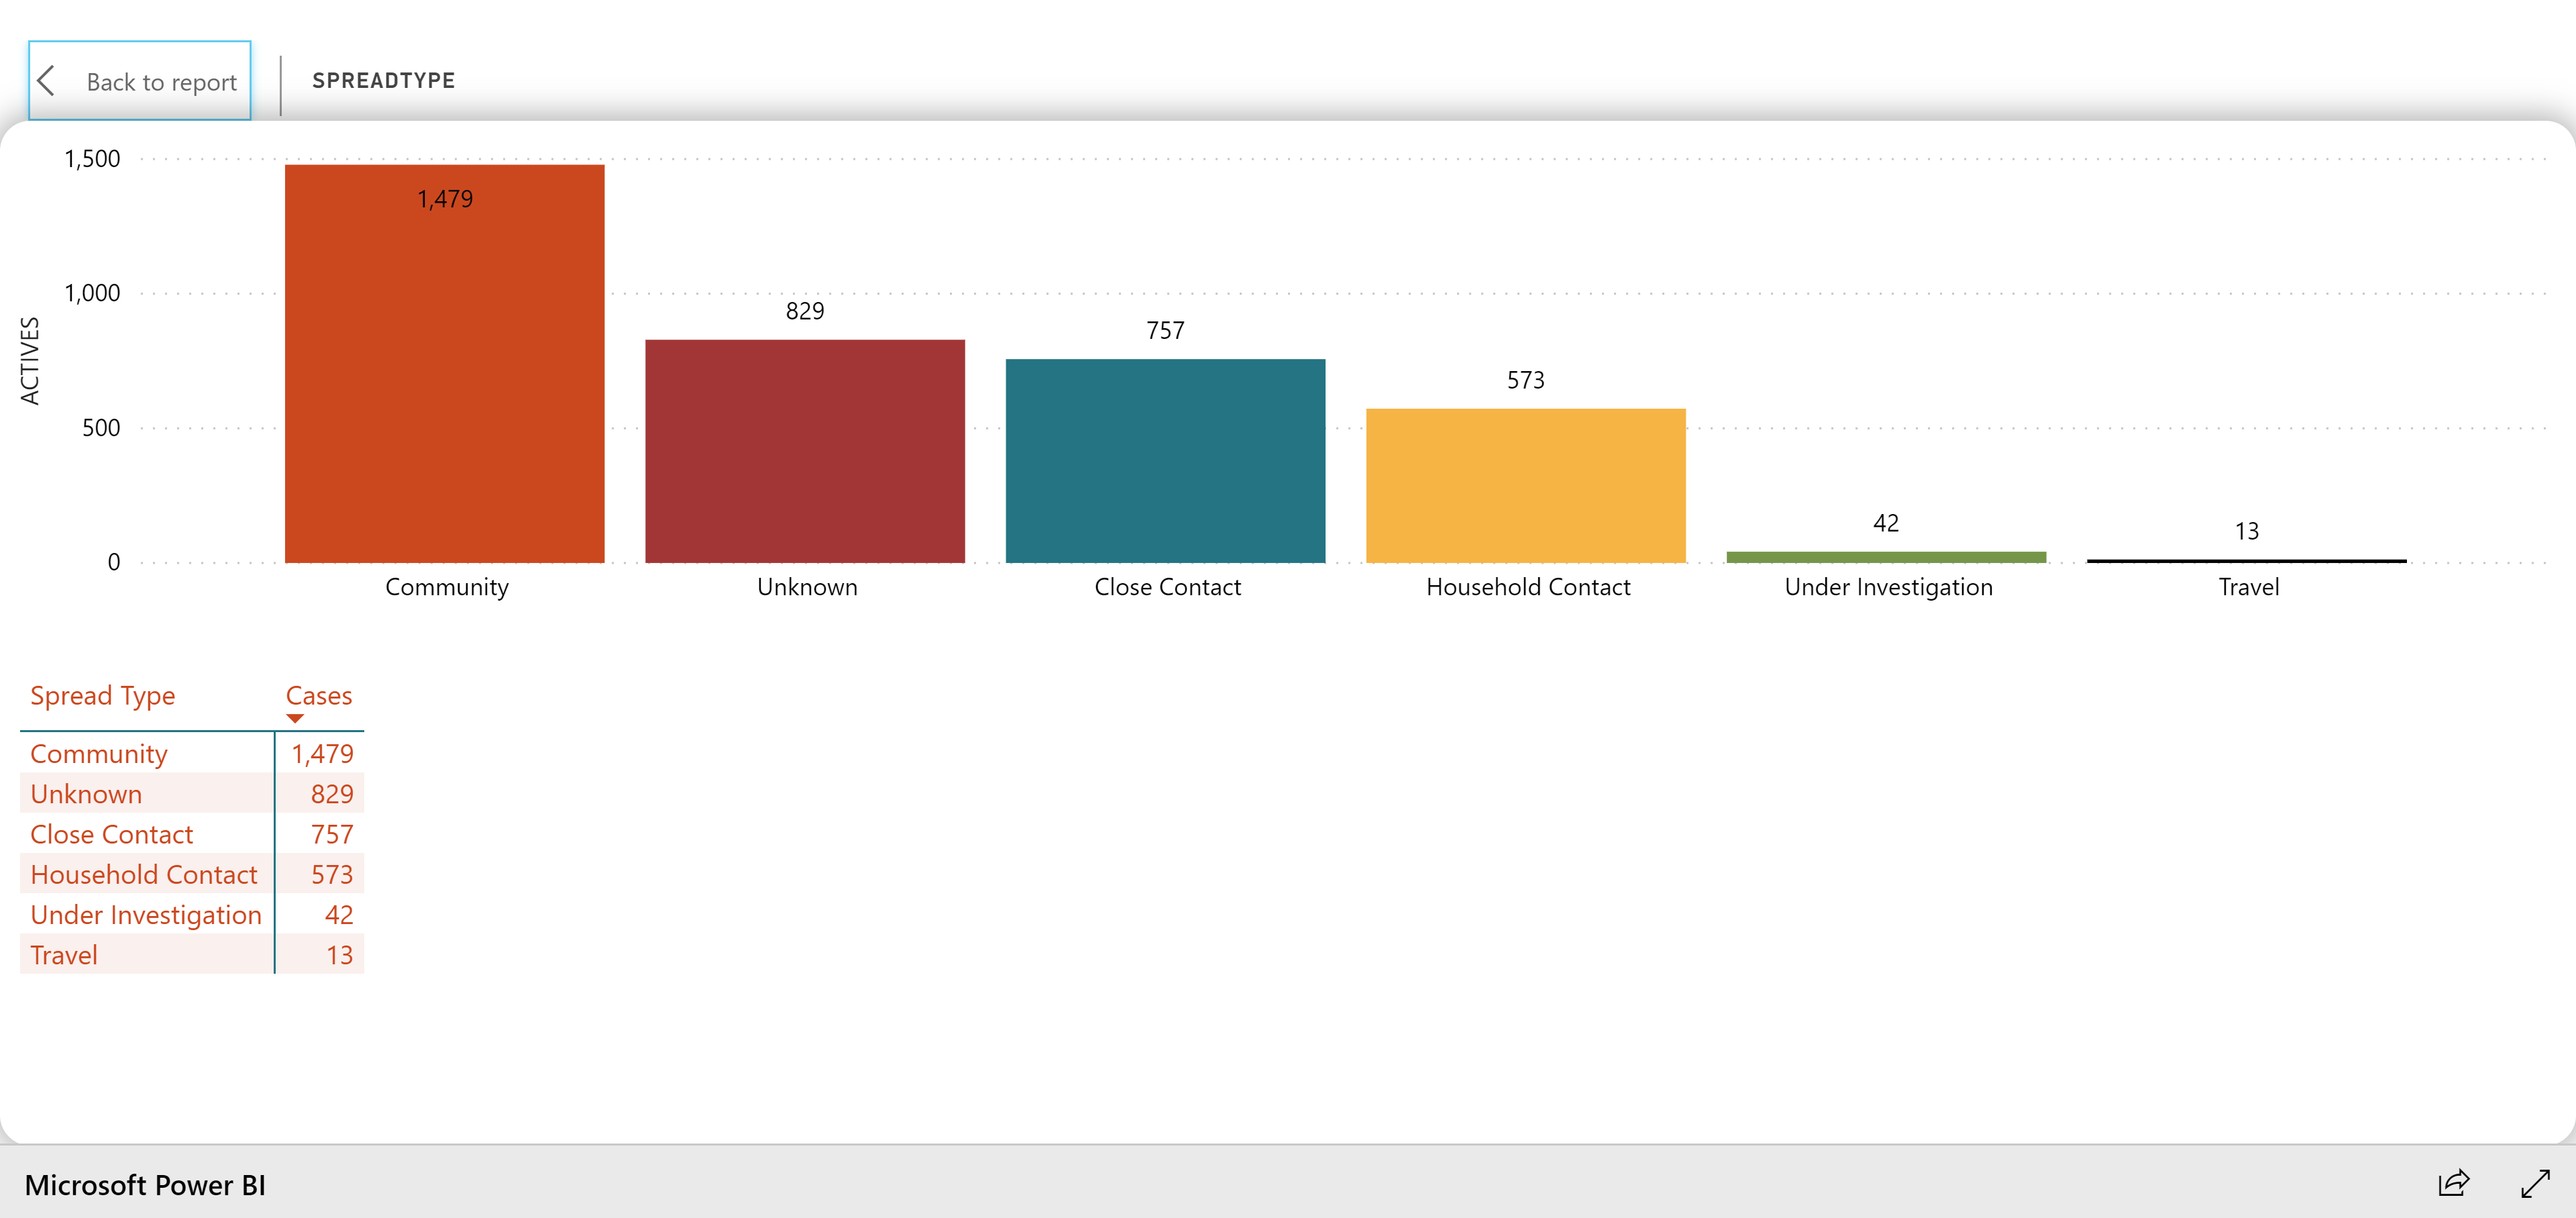 Back to report
SPREADTYPE
ACTIVES
1,500
1,000
500
0
1,479
829
757
573
42
13
Community
Unknown
Close Contact
Household Contact
Under Investigation
Travel
Spread Type Cases
Community 1,479
Unknown 829
Close Contact 757
Household Contact 573
Under Investigation 42
Travel 13
Microsoft Power BI